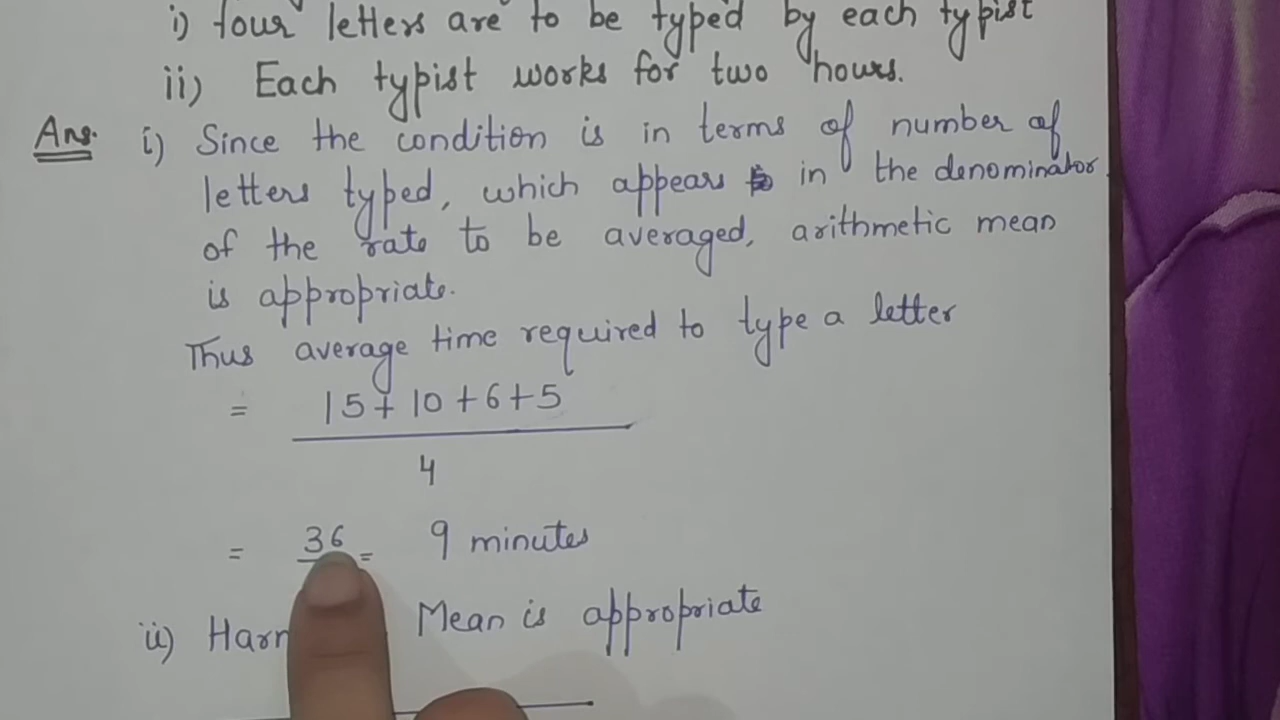 i) four letters are to be typed by each typist
ii) Each typist works for two hours.
Ans. i) Since the condition is in terms of number of
letters typed, which appears in the denominator
of the rate to be averaged, arithmetic mean
is appropriate.
Thus average time required to type a letter
= 15 + 10 + 6 + 5
4
= 36 = 9 minutes
ii) Mean is appropriate